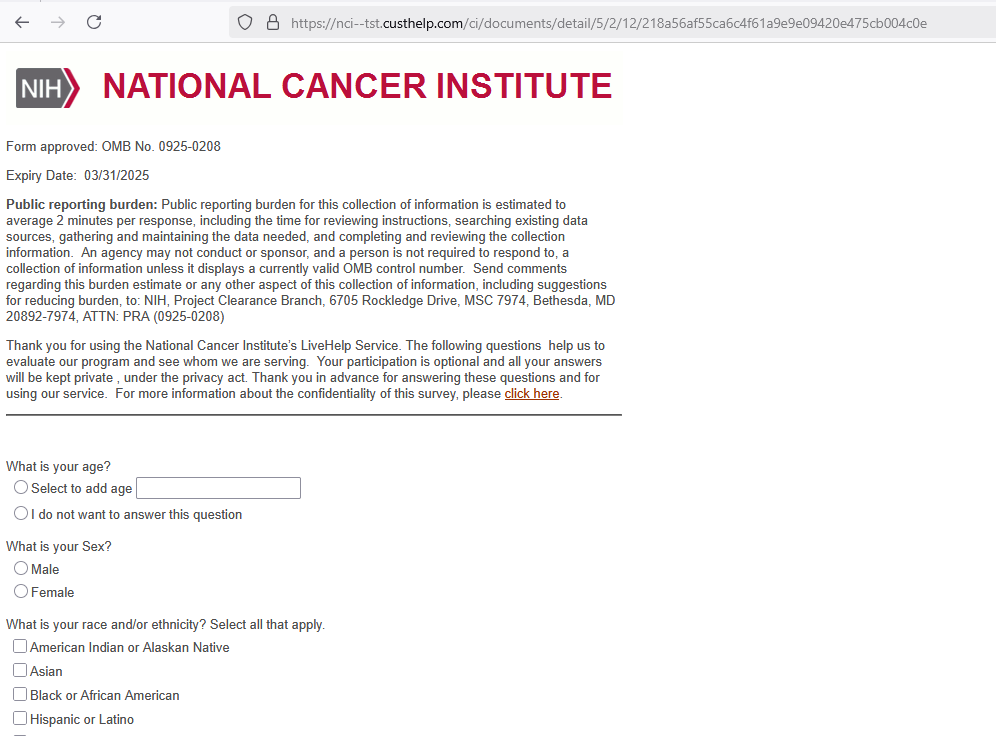 https://nci--tst.custhelp.com/ci/documents/detail/5/2/12/218a56af55ca6c4f61a9e9e09420e475cb004c0e
NIH NATIONAL CANCER INSTITUTE
Form approved: OMB No. 0925-0208
Expiry Date:  03/31/2025
Public reporting burden: Public reporting burden for this collection of information is estimated to
average 2 minutes per response, including the time for reviewing instructions, searching existing data
sources, gathering and maintaining the data needed, and completing and reviewing the collection
information.  An agency may not conduct or sponsor, and a person is not required to respond to, a
collection of information unless it displays a currently valid OMB control number.  Send comments
regarding this burden estimate or any other aspect of this collection of information, including suggestions
for reducing burden, to: NIH, Project Clearance Branch, 6705 Rockledge Drive, MSC 7974, Bethesda, MD
20892-7974, ATTN: PRA (0925-0208)
Thank you for using the National Cancer Institute's LiveHelp Service. The following questions  help us to
evaluate our program and see whom we are serving.  Your participation is optional and all your answers
will be kept private , under the privacy act. Thank you in advance for answering these questions and for
using our service.  For more information about the confidentiality of this survey, please click here.
What is your age?
Select to add age
I do not want to answer this question
What is your Sex?
Male
Female
What is your race and/or ethnicity? Select all that apply.
American Indian or Alaskan Native
Asian
Black or African American
Hispanic or Latino